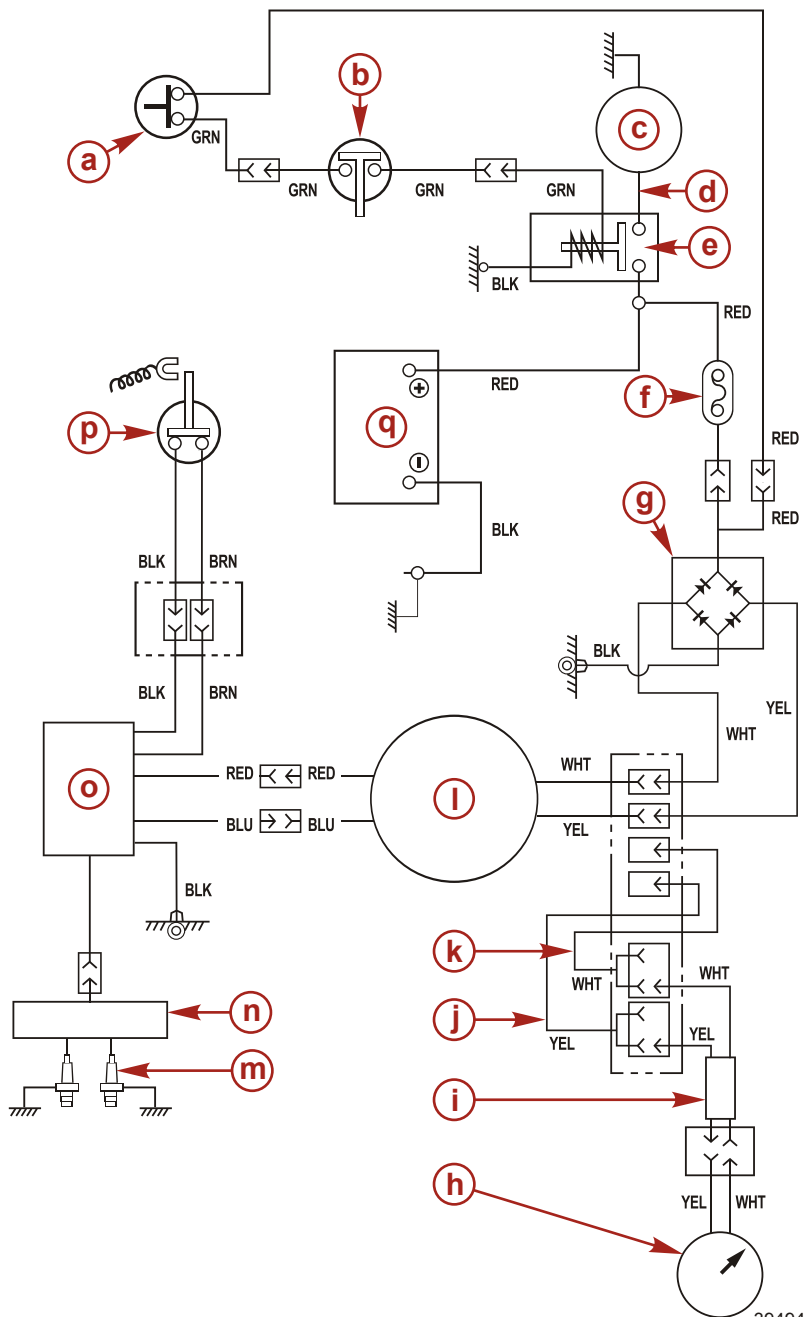 b
c
a
GRN
GRN
GRN
GRN
d
e
BLK
RED
RED
f
p
q
+
−
RED
g
RED
BLK
BLK
BRN
BLK
YEL
BLK
BRN
WHT
o
RED
RED
l
WHT
BLU
BLU
YEL
BLK
k
WHT
WHT
n
j
YEL
YEL
m
i
YEL
WHT
h